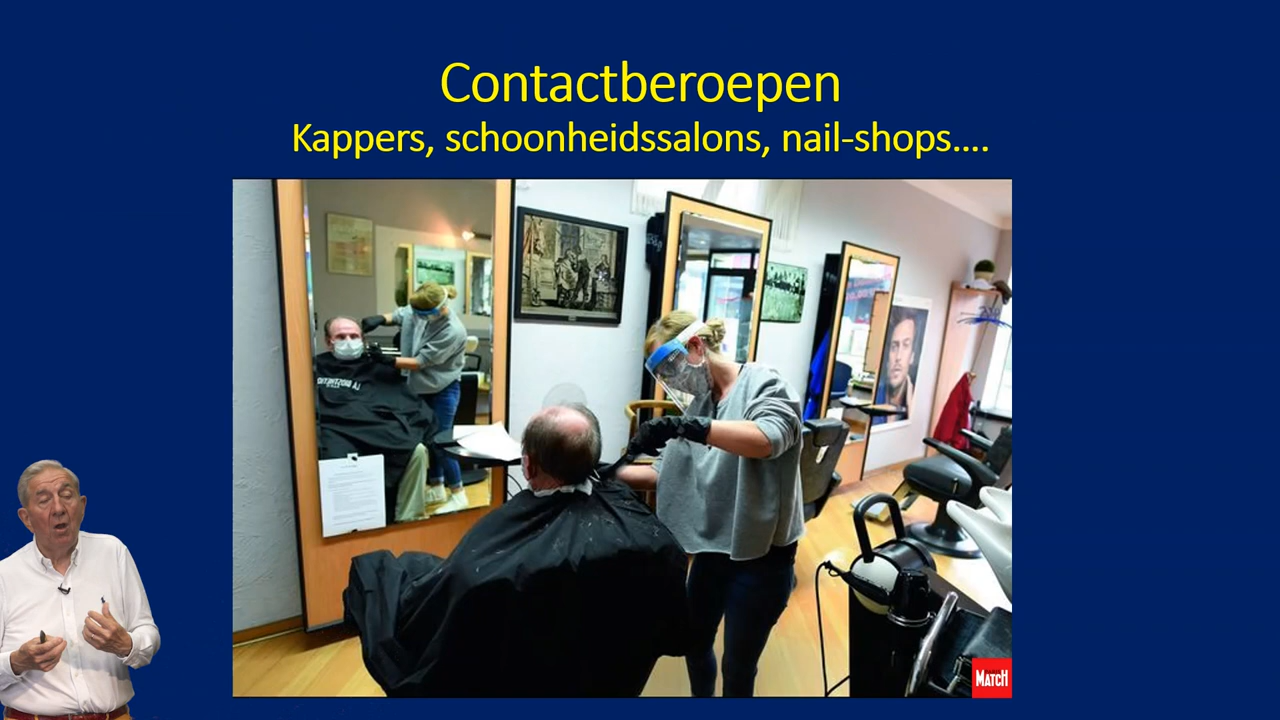 Contactberoepen
Kappers, schoonheidssalons, nail-shops....
MATCH